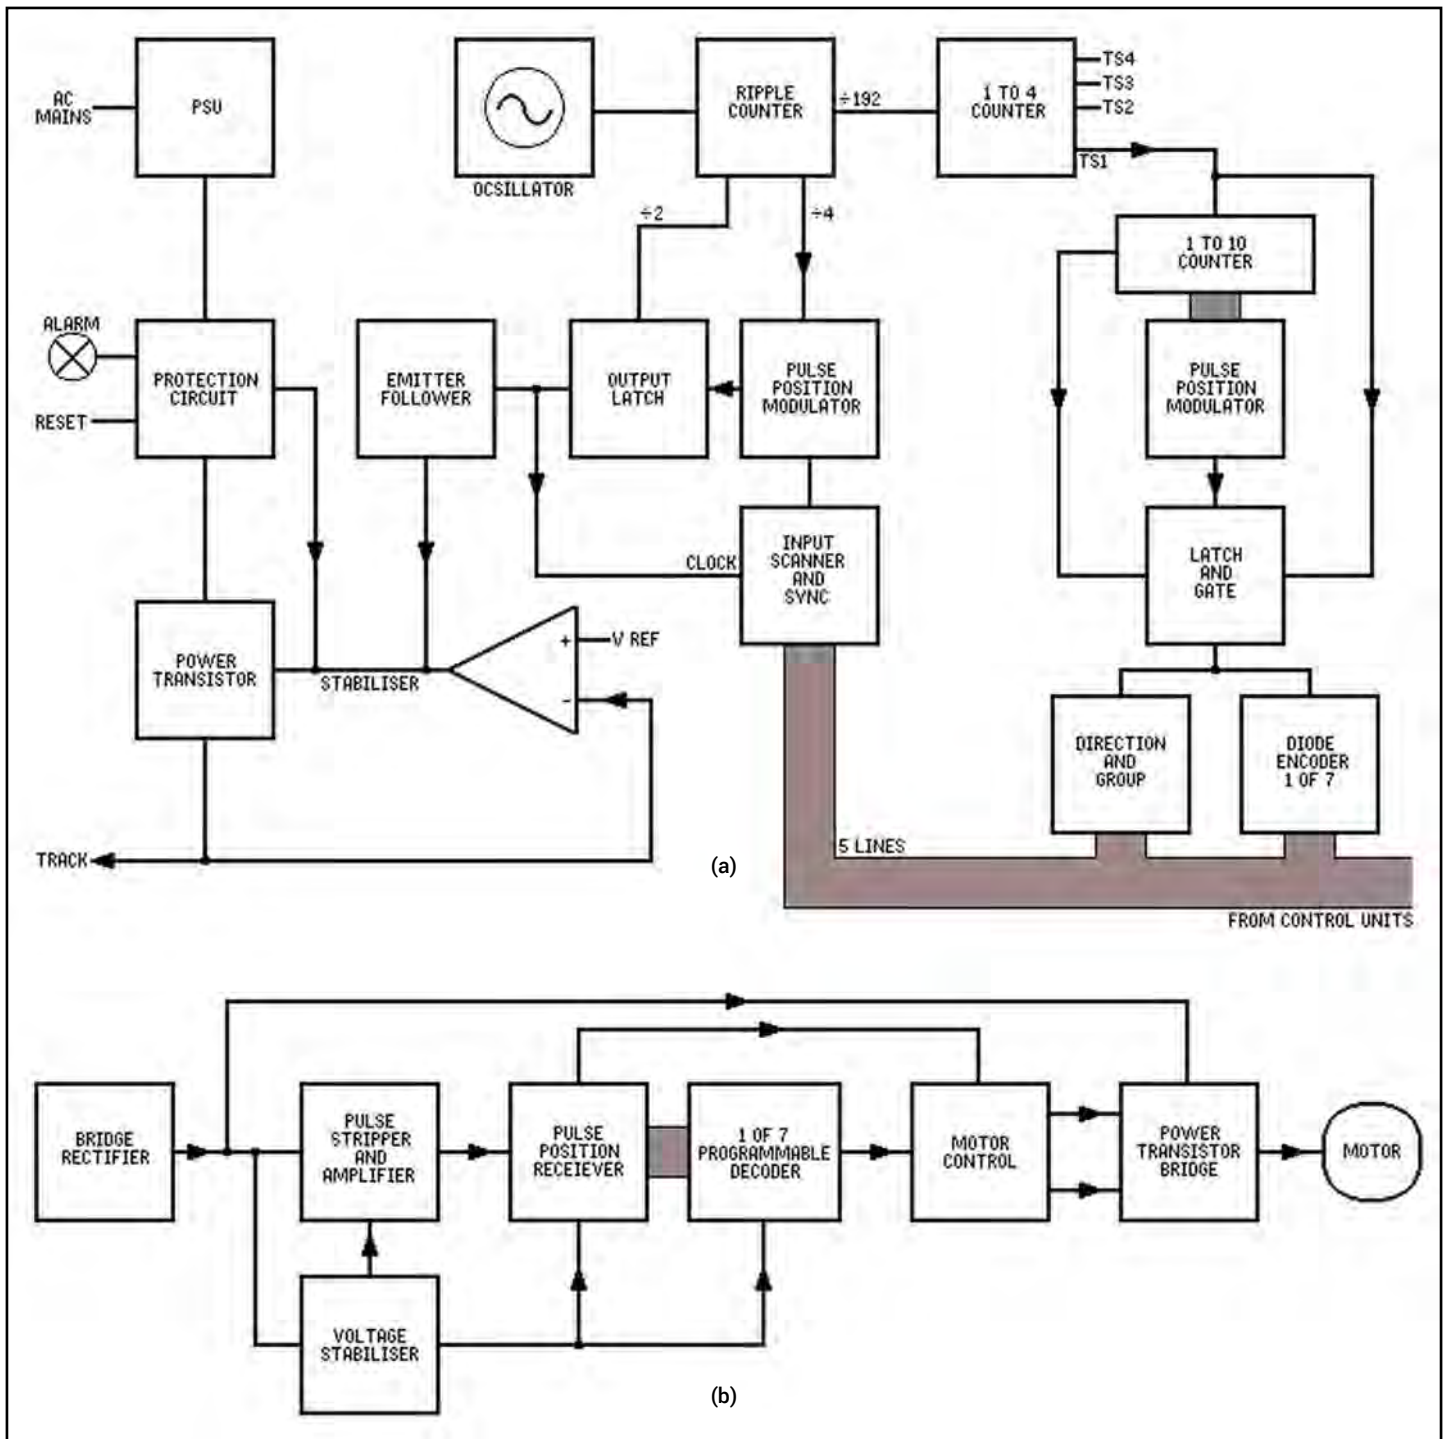 AC
MAINS
PSU
OCSILLATOR
RIPPLE
COUNTER
÷192
1 TO 4
COUNTER
TS4
TS3
TS2
TS1
÷2
÷4
1 TO 10
COUNTER
ALARM
RESET
PROTECTION
CIRCUIT
EMITTER
FOLLOWER
OUTPUT
LATCH
PULSE
POSITION
MODULATOR
PULSE
POSITION
MODULATOR
CLOCK
INPUT
SCANNER
AND
SYNC
LATCH
AND
GATE
POWER
TRANSISTOR
STABILISER
+
-
V REF
DIRECTION
AND
GROUP
DIODE
ENCODER
1 OF 7
TRACK
(a)
5 LINES
FROM CONTROL UNITS
BRIDGE
RECTIFIER
PULSE
STRIPPER
AND
AMPLIFIER
PULSE
POSITION
RECEIEVER
1 OF 7
PROGRAMMABLE
DECODER
MOTOR
CONTROL
POWER
TRANSISTOR
BRIDGE
MOTOR
VOLTAGE
STABILISER
(b)